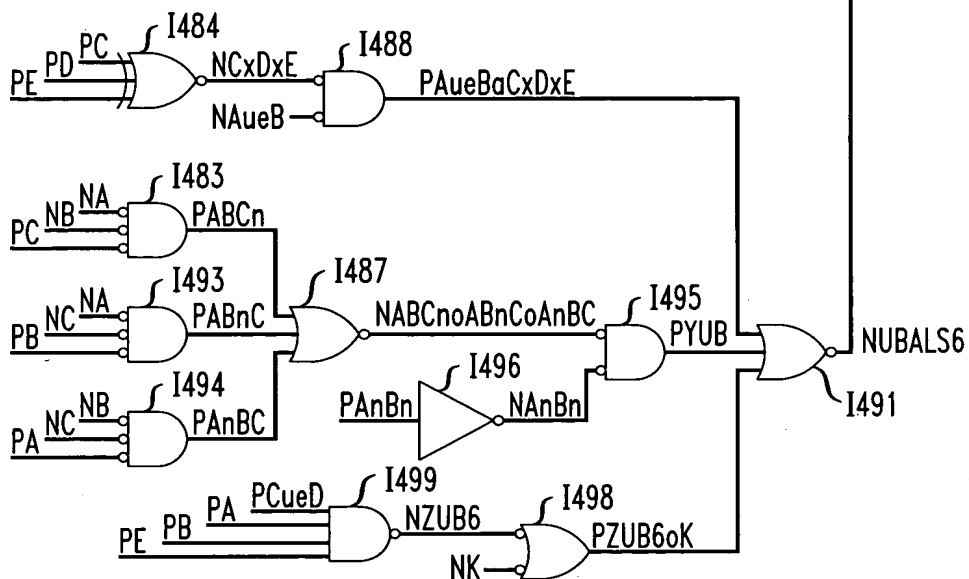 I484
PC
PD
PE
NCxDxE
I488
NAueB
PAueBaCxDxE
I483
NA
NB
PC
PABCn
I493
NA
NC
PB
PABnC
I487
NABCnoABnCoAnBC
I495
PYUB
NUBALS6
I491
I494
NB
NC
PA
PAnBC
I496
PAnBn
NAnBn
I499
PCueD
PA
PB
PE
NZUB6
I498
NK
PZUB6oK